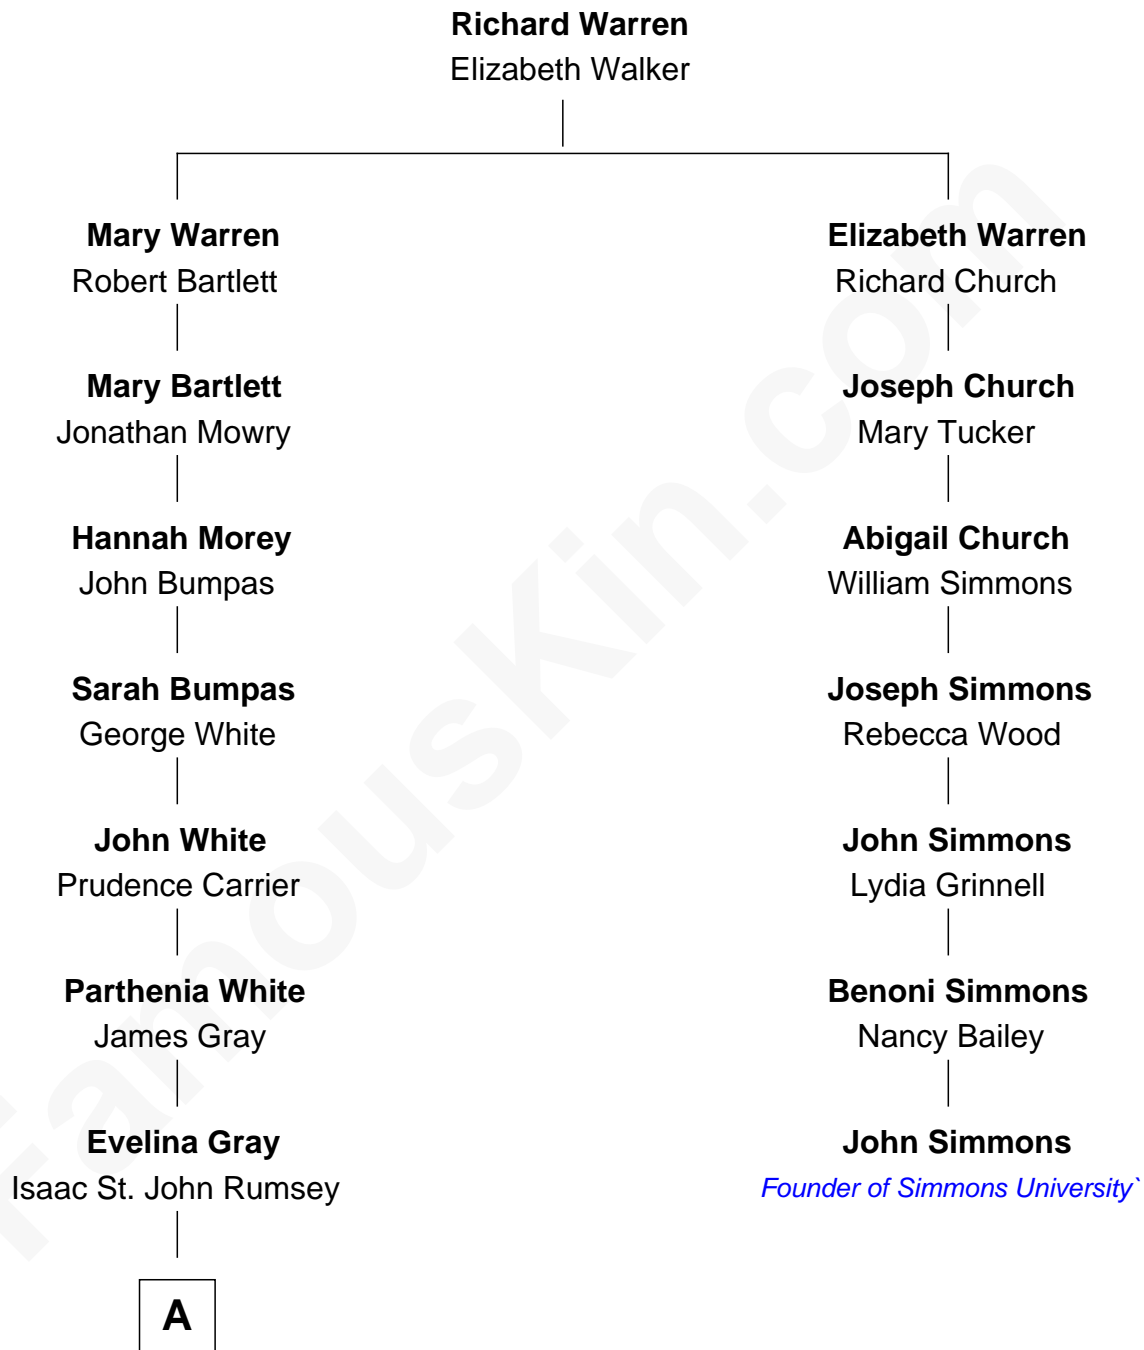 Richard Warren
Elizabeth Walker
Mary Warren
Robert Bartlett
Elizabeth Warren
Richard Church
Mary Bartlett
Jonathan Mowry
Joseph Church
Mary Tucker
Hannah Morey
John Bumpas
Abigail Church
William Simmons
Sarah Bumpas
George White
Joseph Simmons
Rebecca Wood
John White
Prudence Carrier
John Simmons
Lydia Grinnell
Parthenia White
James Gray
Benoni Simmons
Nancy Bailey
Evelina Gray
Isaac St. John Rumsey
John Simmons
Founder of Simmons University`
A
FamousKin.com